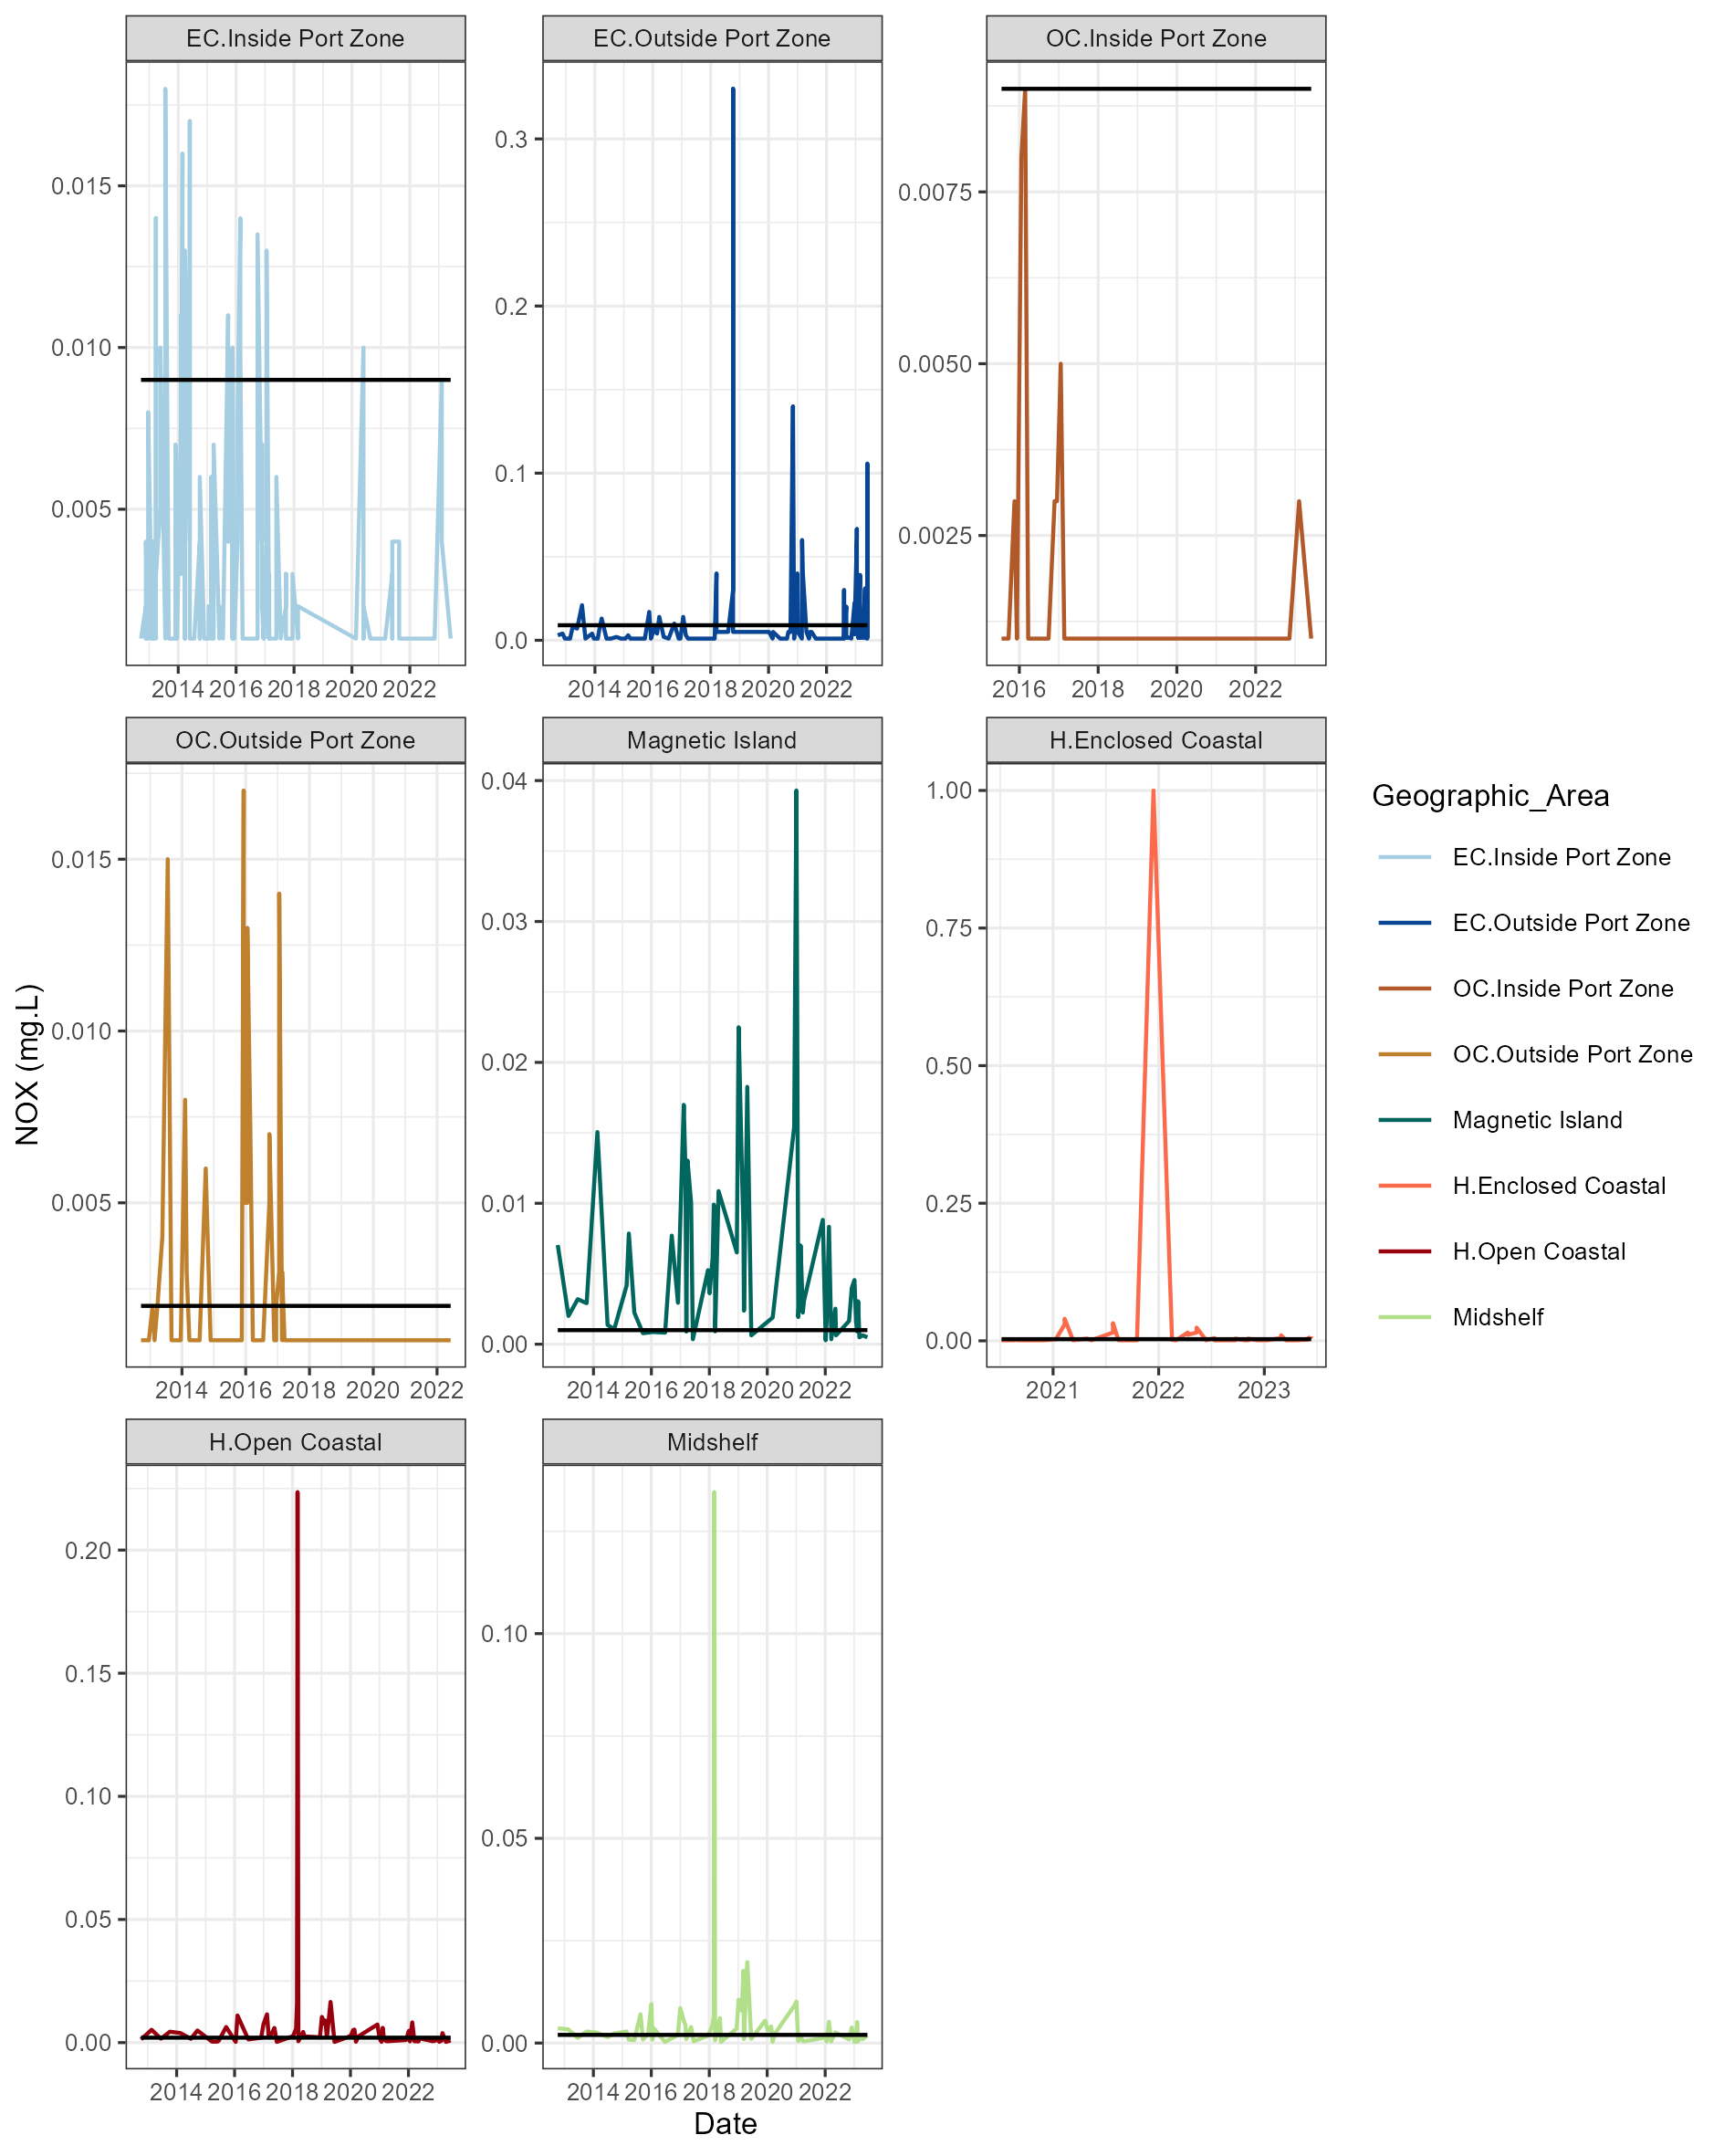 EC.Inside Port Zone
EC.Outside Port Zone
OC.Inside Port Zone
0.015
0.010
0.005
2014 2016 2018 2020 2022
0.3
0.2
0.1
0.0
2014 2016 2018 2020 2022
0.0075
0.0050
0.0025
2016 2018 2020 2022
OC.Outside Port Zone
Magnetic Island
H.Enclosed Coastal
0.015
0.010
0.005
2014 2016 2018 2020 2022
0.04
0.03
0.02
0.01
0.00
2014 2016 2018 2020 2022
1.00
0.75
0.50
0.25
0.00
2021 2022 2023
H.Open Coastal
Midshelf
0.20
0.15
0.10
0.05
0.00
2014 2016 2018 2020 2022
0.10
0.05
0.00
2014 2016 2018 2020 2022
NOX (mg.L)
Date
Geographic_Area
EC.Inside Port Zone
EC.Outside Port Zone
OC.Inside Port Zone
OC.Outside Port Zone
Magnetic Island
H.Enclosed Coastal
H.Open Coastal
Midshelf